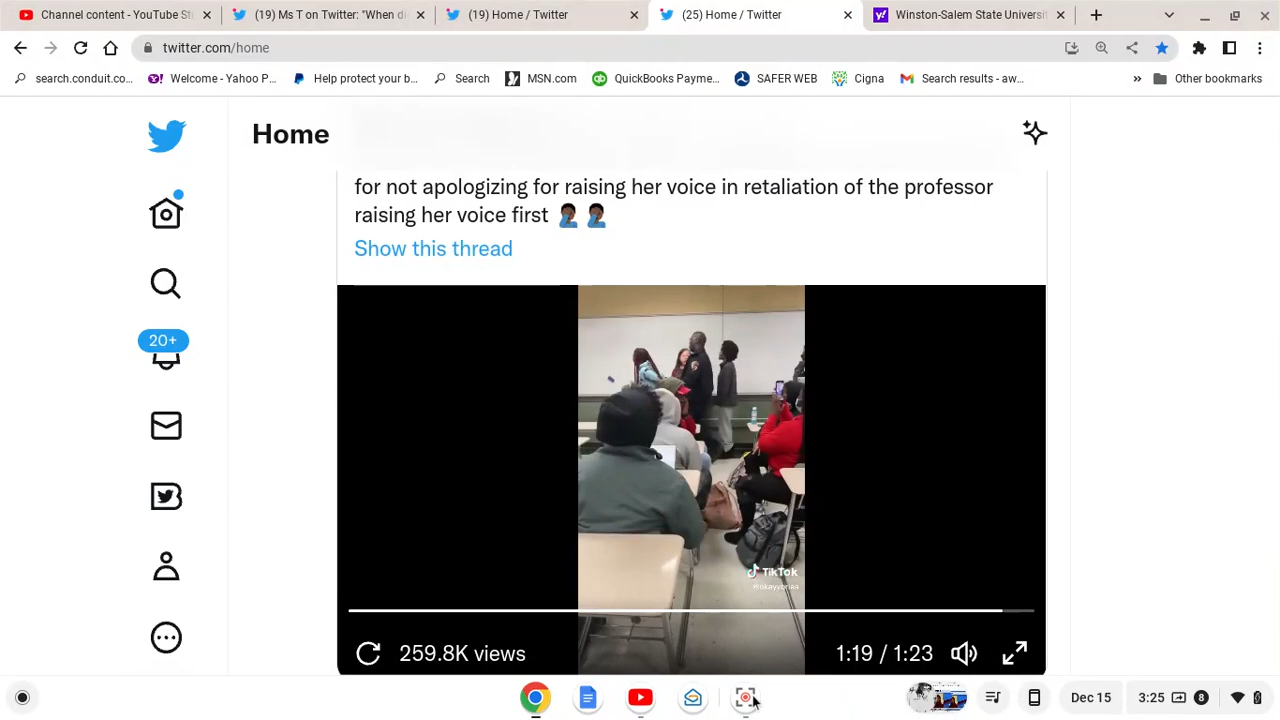 Channel content - YouTube St
(19) Ms T on Twitter: "When di
(19) Home / Twitter
(25) Home / Twitter
Winston-Salem State Universit
twitter.com/home
search.conduit.co...
Welcome - Yahoo P...
Help protect your b...
Search
MSN.com
QuickBooks Payme...
SAFER WEB
Cigna
Search results - aw...
»
Other bookmarks
Home
for not apologizing for raising her voice in retaliation of the professor
raising her voice first 🤦🏿🤦🏿
Show this thread
20+
TikTok
259.8K views
1:19 / 1:23
Dec 15
3:25
8